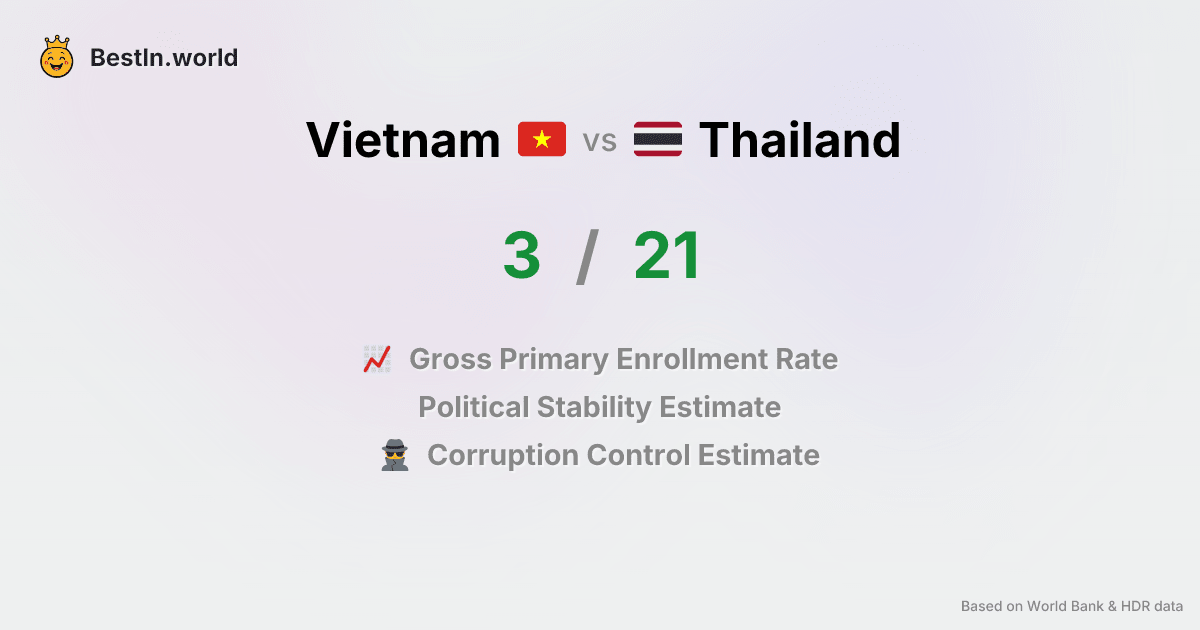 BestIn.world
Vietnam vs Thailand
3 / 21
Gross Primary Enrollment Rate
Political Stability Estimate
Corruption Control Estimate
Based on World Bank & HDR data